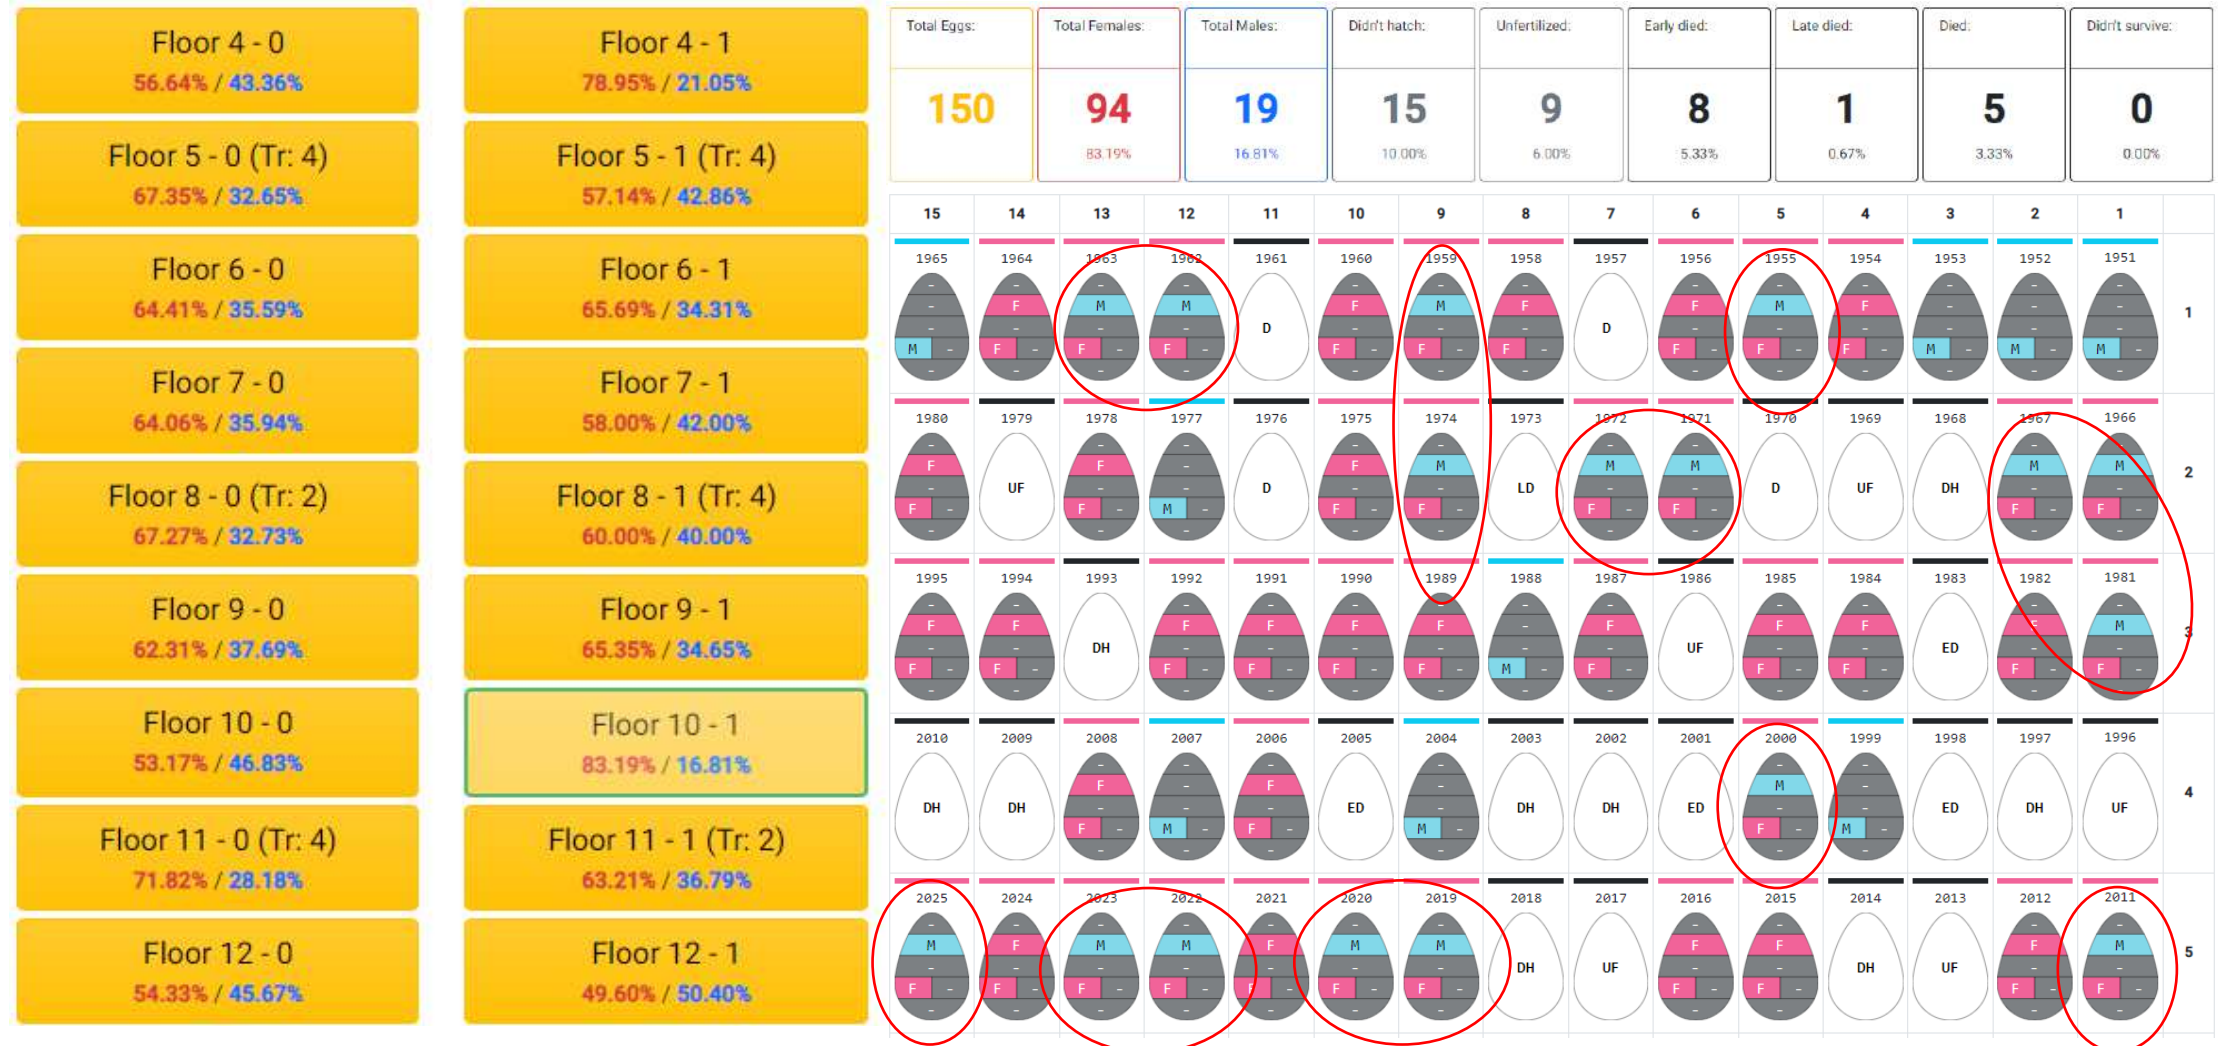 Floor 4 - 0
56.64% / 43.36%
Floor 5 - 0 (Tr: 4)
67.35% / 32.65%
Floor 6 - 0
64.41% / 35.59%
Floor 7 - 0
64.06% / 35.94%
Floor 8 - 0 (Tr: 2)
67.27% / 32.73%
Floor 9 - 0
62.31% / 37.69%
Floor 10 - 0
53.17% / 46.83%
Floor 11 - 0 (Tr: 4)
71.82% / 28.18%
Floor 12 - 0
54.33% / 45.67%
Floor 4 - 1
78.95% / 21.05%
Floor 5 - 1 (Tr: 4)
57.14% / 42.86%
Floor 6 - 1
65.69% / 34.31%
Floor 7 - 1
58.00% / 42.00%
Floor 8 - 1 (Tr: 4)
60.00% / 40.00%
Floor 9 - 1
65.35% / 34.65%
Floor 10 - 1
83.19% / 16.81%
Floor 11 - 1 (Tr: 2)
63.21% / 36.79%
Floor 12 - 1
49.60% / 50.40%
Total Eggs: Total Females: Total Males: Didn't hatch: Unfertilized: Early died: Late died: Died: Didn't survive:
150 94 19 15 9 8 1 5 0
83.19% 16.81% 10.00% 6.00% 5.33% 0.67% 3.33% 0.00%
15 14 13 12 11 10 9 8 7 6 5 4 3 2 1
1965 1964 1963 1962 1961 1960 1959 1958 1957 1956 1955 1954 1953 1952 1951
- - - - - - - - - - - - -
- F M M F M F F M F - - -
D D 1
- - - - - - - - - - - - -
M - F - F - F - F - F - F - F - F - F - M - M - M -
- - - - - - - - - - - - -
1980 1979 1978 1977 1976 1975 1974 1973 1972 1971 1970 1969 1968 1967 1966
- - - - - - - - -
F F - F M M M M M
UF D LD D UF DH 2
- - - - - - - - -
F - F - M - F - F - F - F - F - F -
- - - - - - - - -
1995 1994 1993 1992 1991 1990 1989 1988 1987 1986 1985 1984 1983 1982 1981
- - - - - - - - - - - -
F F F F F F - F F F F M
DH UF ED 3
- - - - - - - - - - - -
F - F - F - F - F - F - M - F - F - F - F - F -
- - - - - - - - - - - -
2010 2009 2008 2007 2006 2005 2004 2003 2002 2001 2000 1999 1998 1997 1996
- - - - - -
F - F - M -
DH DH ED DH DH ED ED DH UF 4
- - - - - -
F - M - F - M - F - M -
- - - - - -
2025 2024 2023 2022 2021 2020 2019 2018 2017 2016 2015 2014 2013 2012 2011
- - - - - - - - - - -
M F M M F M M F F F M
DH UF DH UF 5
- - - - - - - - - - -
F - F - F - F - F - F - F - F - F - F - F -
- - - - - - - - - - -